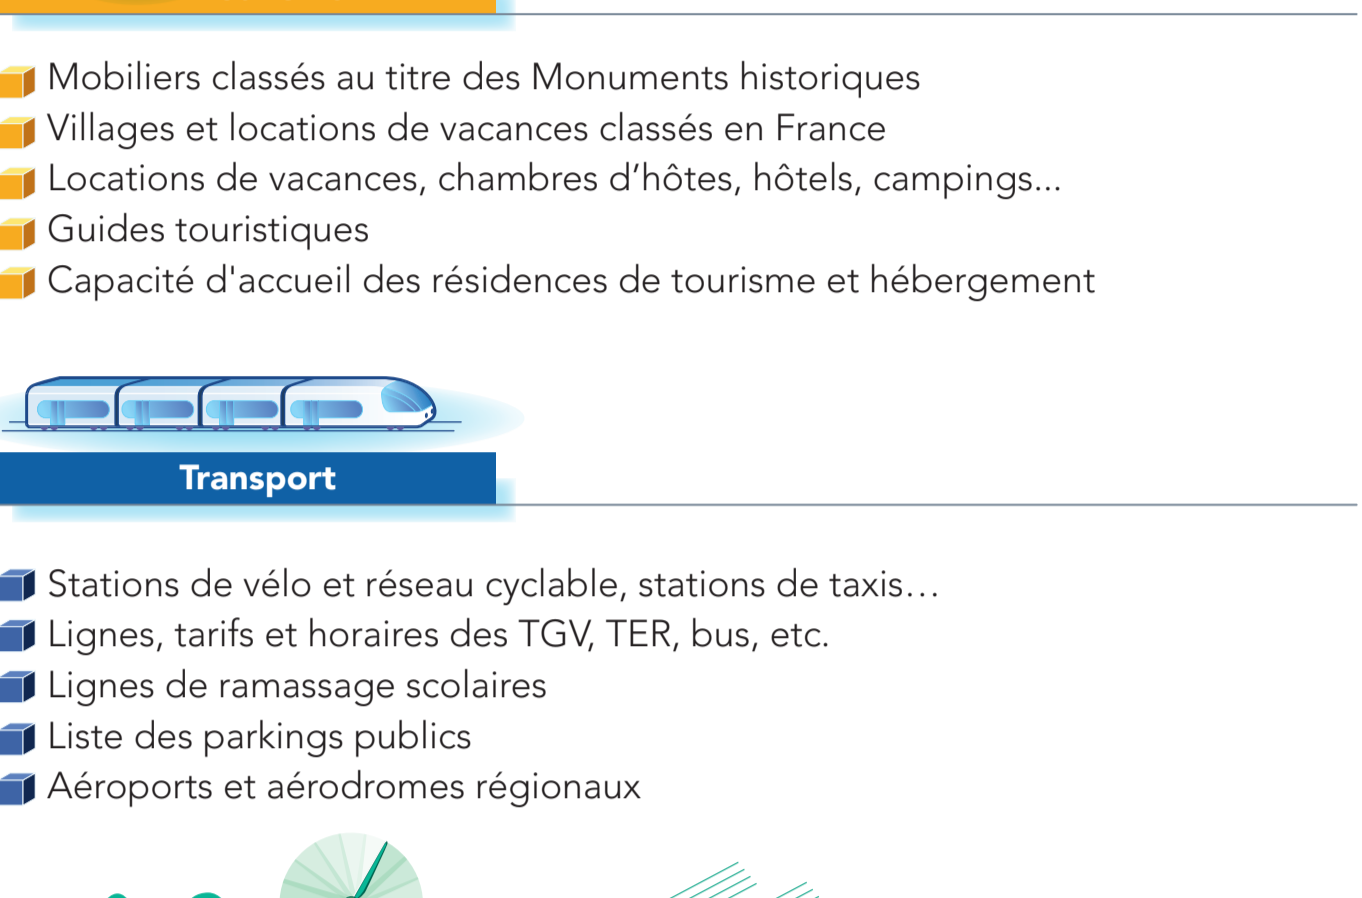 Mobiliers classés au titre des Monuments historiques
Villages et locations de vacances classés en France
Locations de vacances, chambres d’hôtes, hôtels, campings...
Guides touristiques
Capacité d'accueil des résidences de tourisme et hébergement
Transport
Stations de vélo et réseau cyclable, stations de taxis…
Lignes, tarifs et horaires des TGV, TER, bus, etc.
Lignes de ramassage scolaires
Liste des parkings publics
Aéroports et aérodromes régionaux